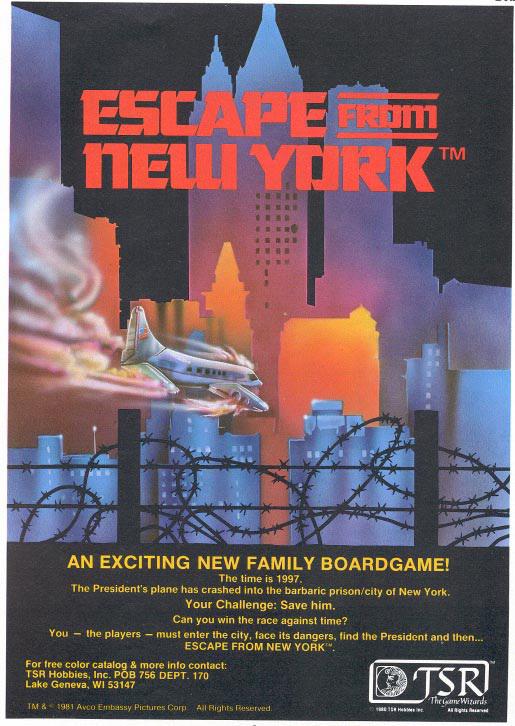 ESCAPE FROM
NEW YORK™
AN EXCITING NEW FAMILY BOARDGAME!
The time is 1997.
The President's plane has crashed into the barbaric prison/city of New York.
Your Challenge: Save him.
Can you win the race against time?
You — the players — must enter the city, face its dangers, find the President and then...
ESCAPE FROM NEW YORK™.
For free color catalog & more info contact:
TSR Hobbies, Inc. POB 756 DEPT. 170
Lake Geneva, WI 53147
TM & © 1981 Avco Embassy Pictures Corp. All Rights Reserved.
TSR™
The Game Wizards
©1980 TSR Hobbies Inc. All Rights Reserved